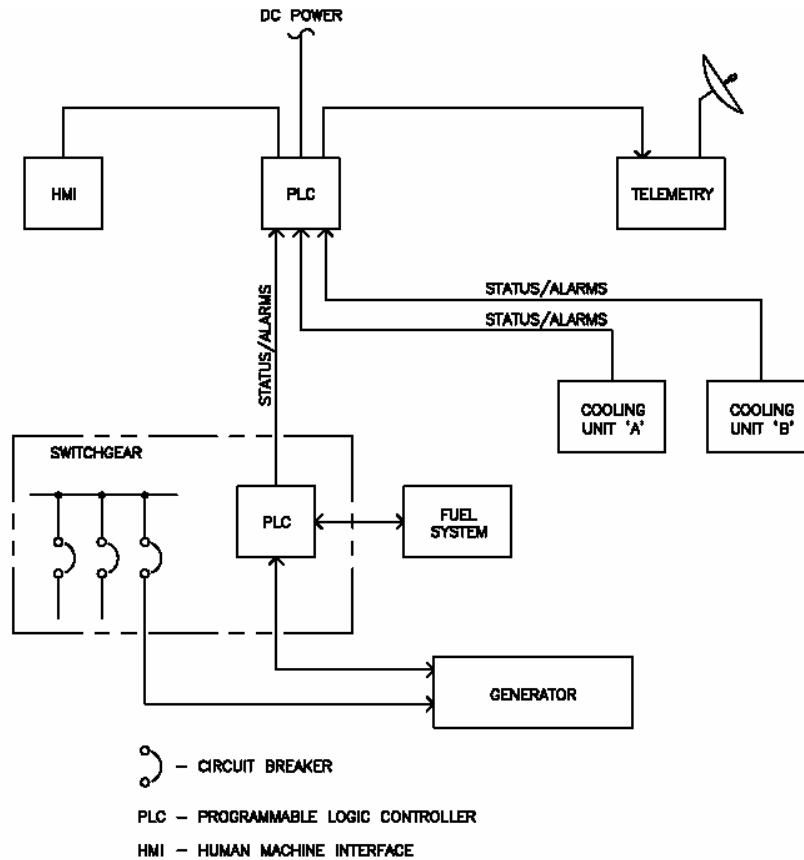 DC POWER
HMI
PLC
TELEMETRY
STATUS/ALARMS
STATUS/ALARMS
STATUS/ALARMS
COOLING
UNIT 'A'
COOLING
UNIT 'B'
SWITCHGEAR
PLC
FUEL
SYSTEM
GENERATOR
– CIRCUIT BREAKER
PLC – PROGRAMMABLE LOGIC CONTROLLER
HMI – HUMAN MACHINE INTERFACE